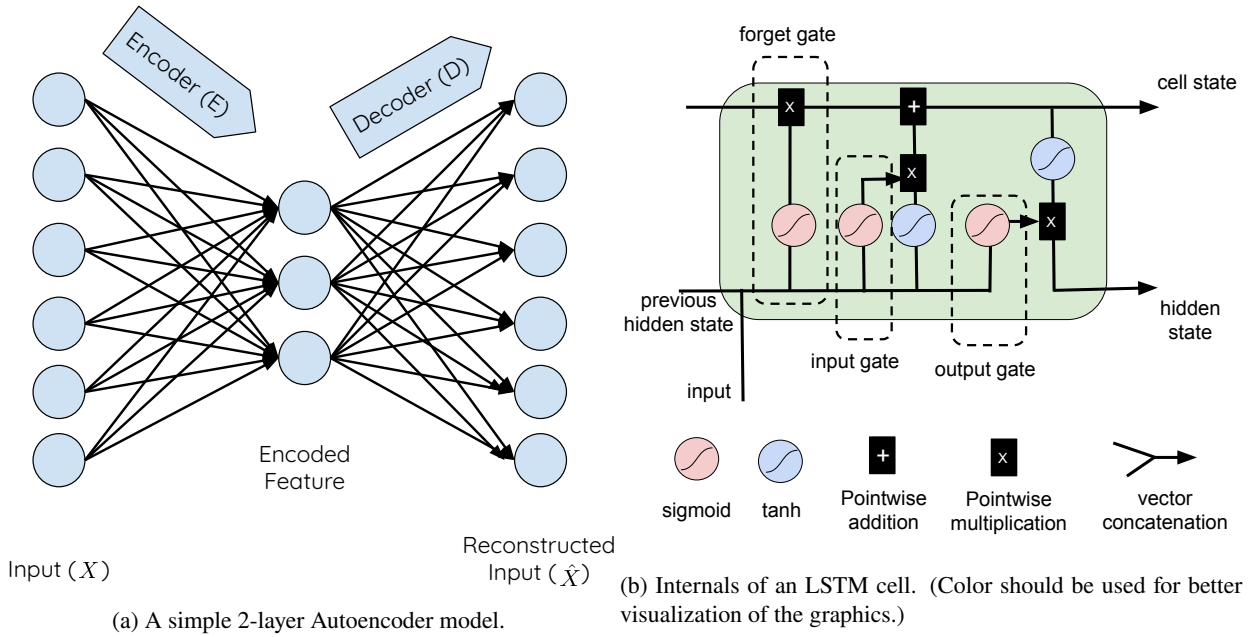 Encoder (E)
Decoder (D)
Encoded
Feature
Input (X)
Reconstructed
Input (X̂)
(a) A simple 2-layer Autoencoder model.
forget gate
cell state
previous
hidden state
input gate
output gate
hidden
state
input
+
x
x
x
sigmoid
tanh
+
Pointwise
addition
x
Pointwise
multiplication
vector
concatenation
(b) Internals of an LSTM cell. (Color should be used for better
visualization of the graphics.)